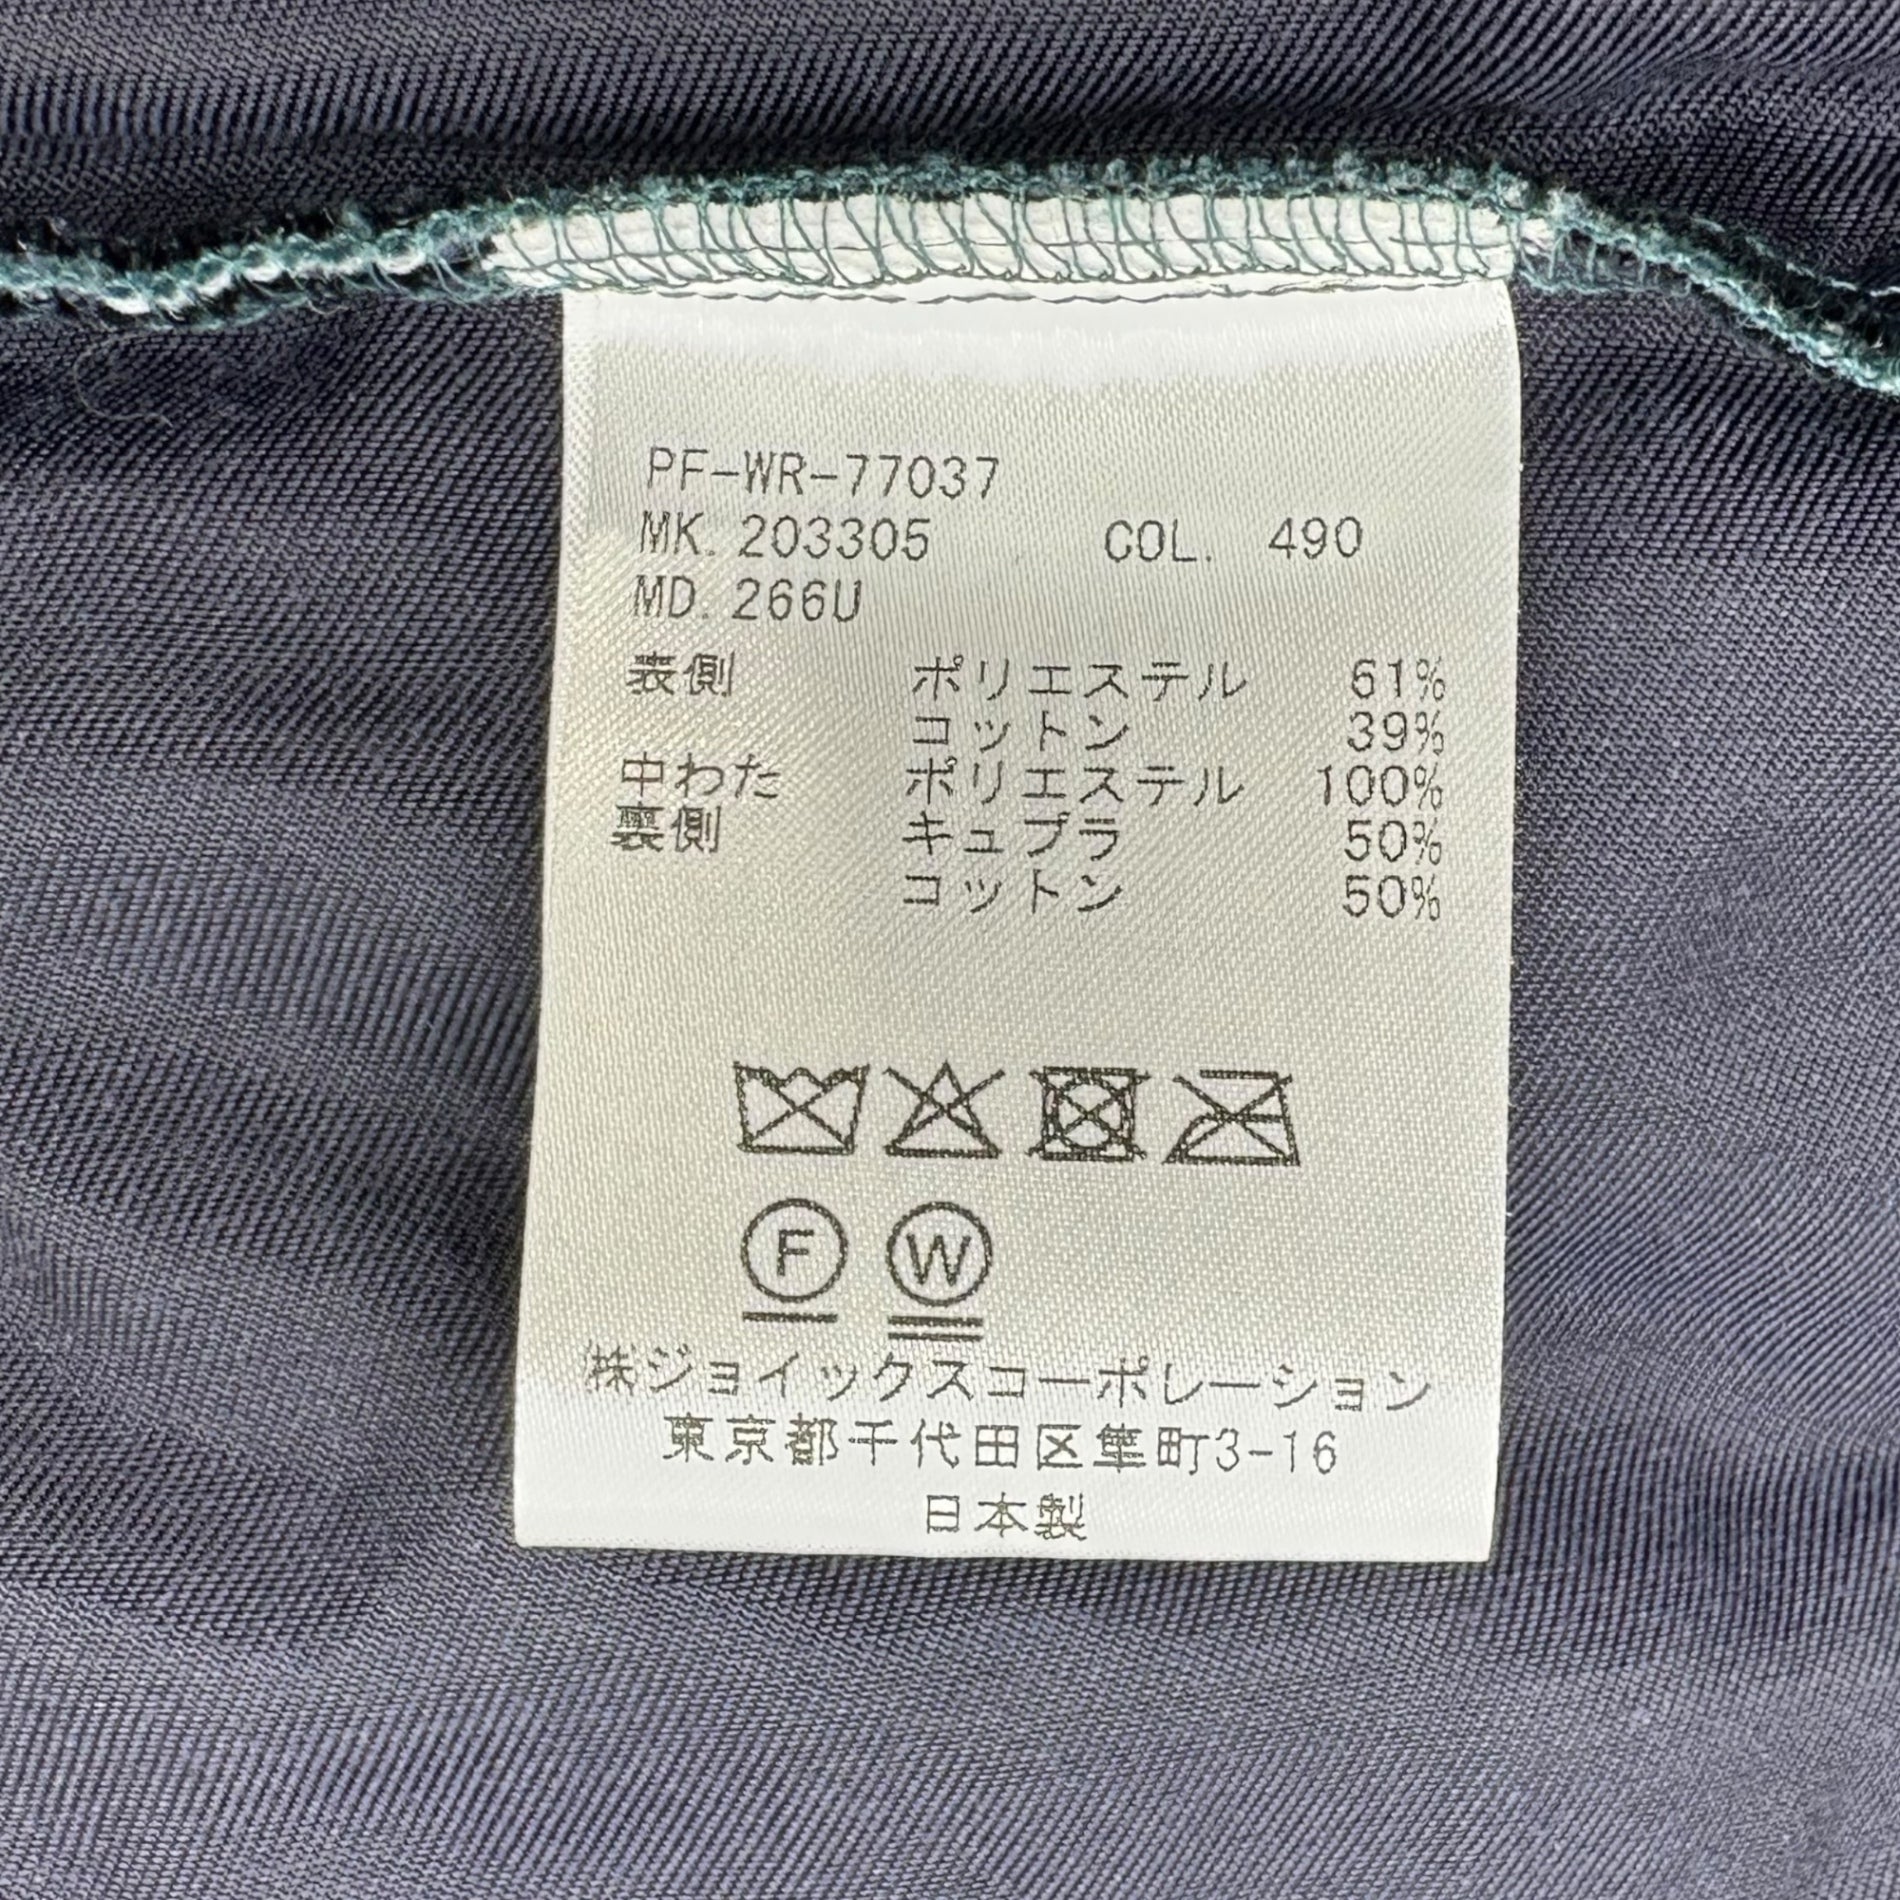 PF-WR-77037
MK. 203305 COL. 490
MD. 266U
表側 ポリエステル 61%
コットン 39%
中わた ポリエステル 100%
裏側 キュプラ 50%
コットン 50%
F W
㈱ジョイックスコーポレーション
東京都千代田区隼町3-16
日本製